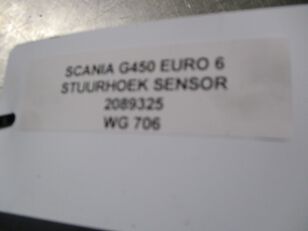 SCANIA G450 EURO 6
STUURHOEK SENSOR
2089325
WG 706